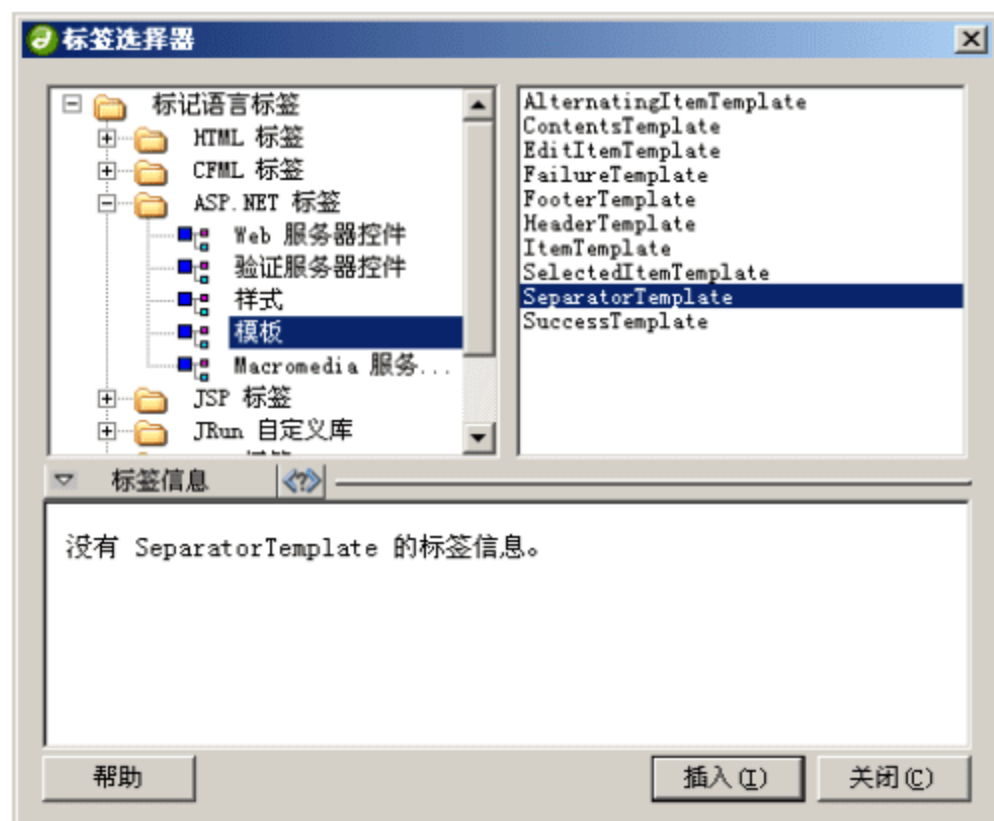 标签选择器
标记语言标签
HTML 标签
CFML 标签
ASP.NET 标签
Web 服务器控件
验证服务器控件
样式
模板
Macromedia 服务...
JSP 标签
JRun 自定义库
AlternatingItemTemplate
ContentsTemplate
EditItemTemplate
FailureTemplate
FooterTemplate
HeaderTemplate
ItemTemplate
SelectedItemTemplate
SeparatorTemplate
SuccessTemplate
标签信息
没有 SeparatorTemplate 的标签信息。
帮助
插入(I)
关闭(C)